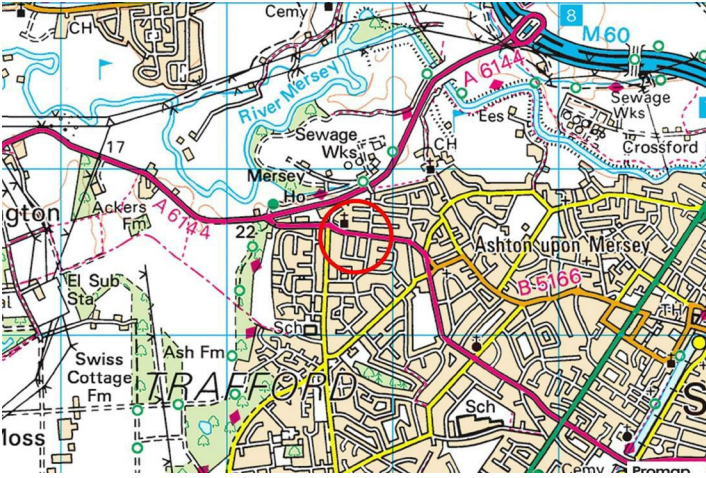 Cemy
CH
8
M60
A 6144
River Mersey
Sewage
Wks
Ees
Crossford
Sewage
Wks
CH
17
Mersey
Ho
Ackers
Fm
A 6144
gton
22
Ashton upon Mersey
El Sub
Sta
al
B 5166
TH
Sch
Ash Fm
Swiss
Cottage
Fm
TRAFFORD
S
Moss
Sch
Cemy
Promap